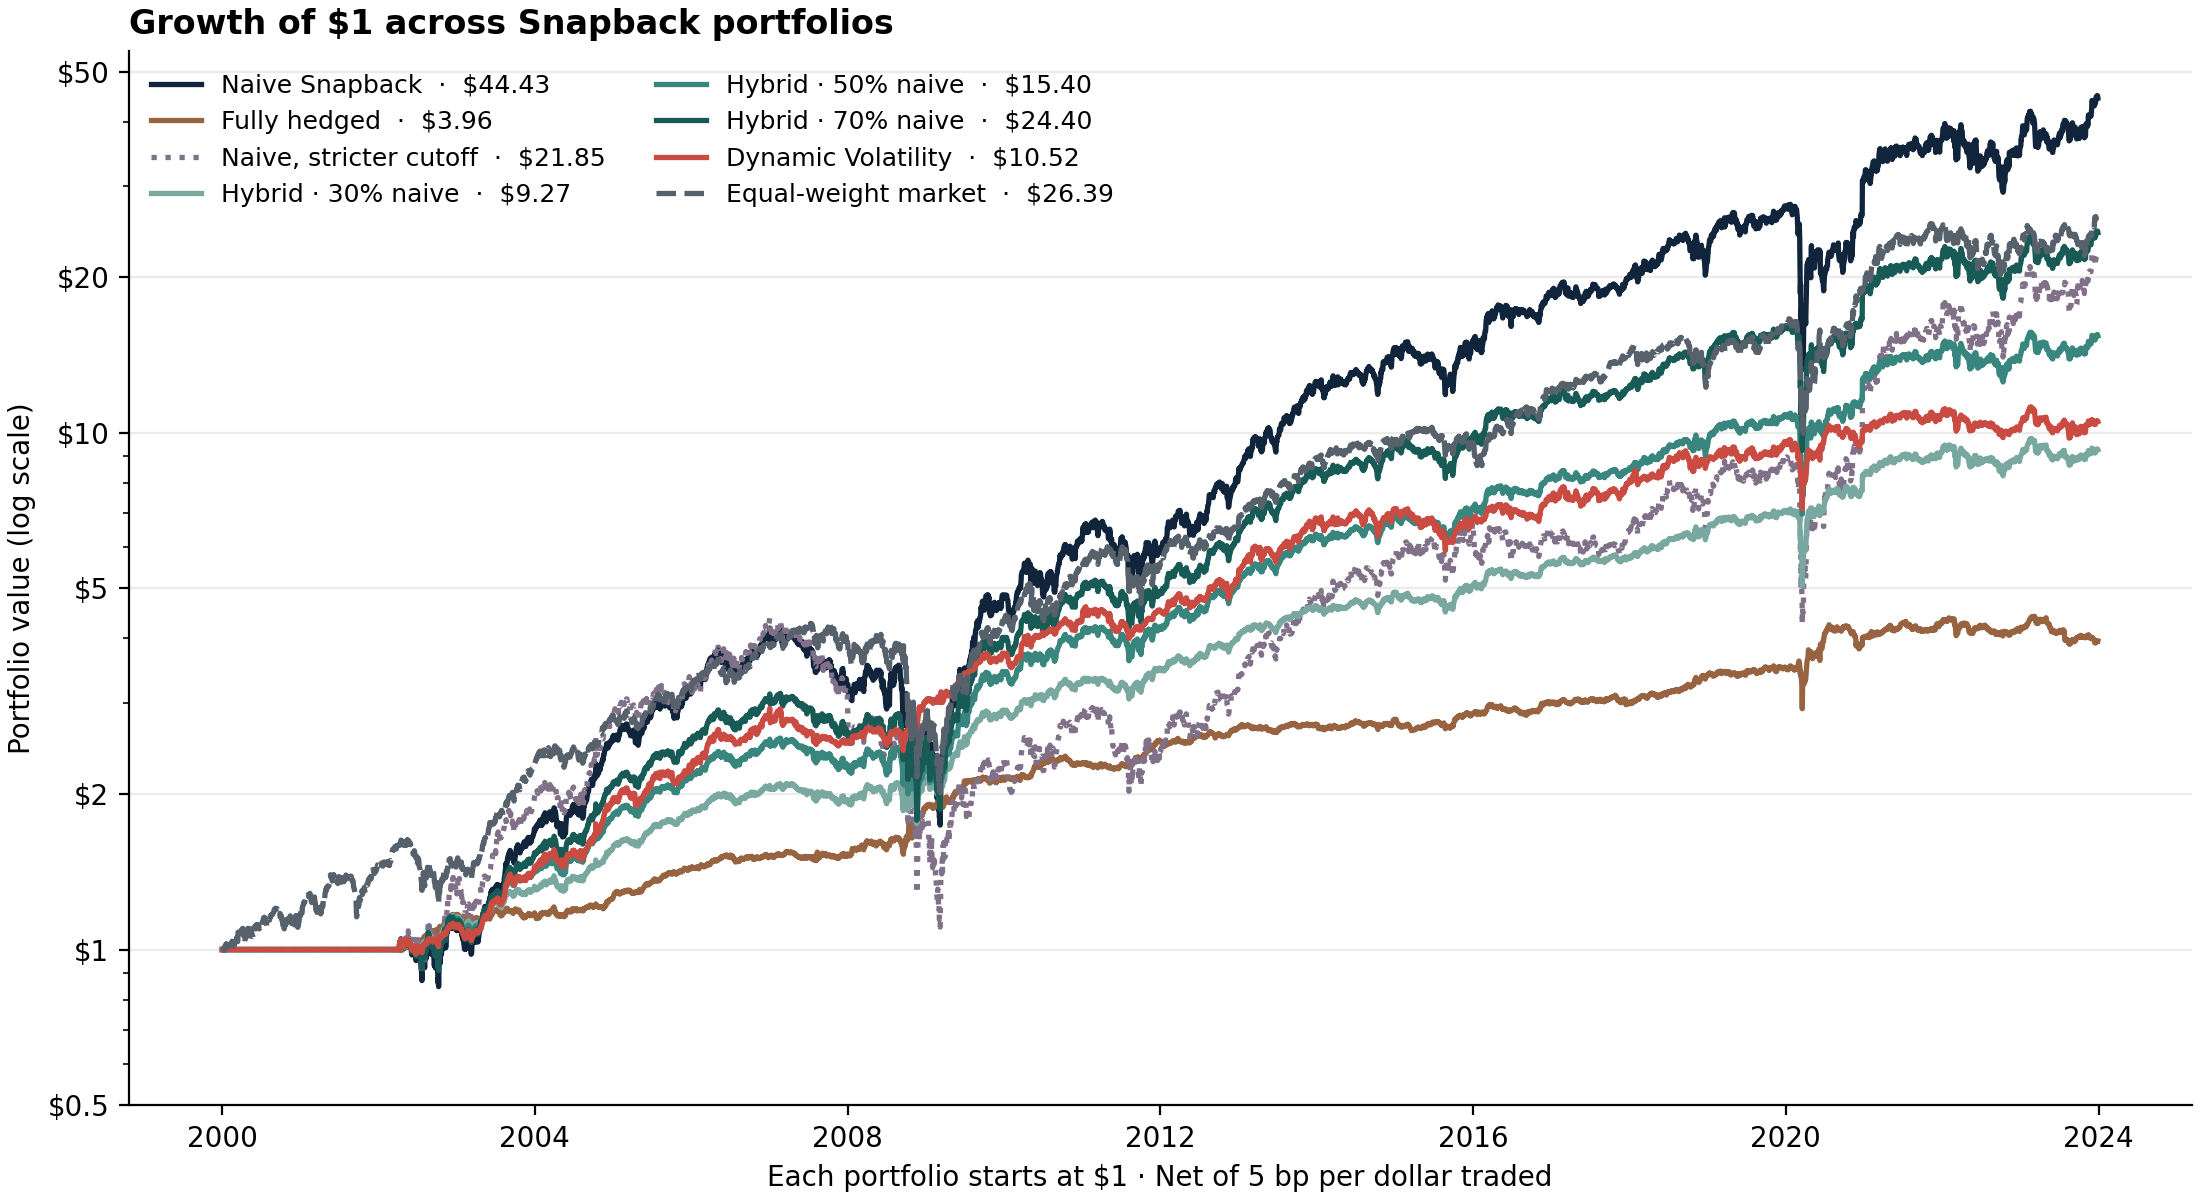 Growth of $1 across Snapback portfolios
Naive Snapback · $44.43
Fully hedged · $3.96
Naive, stricter cutoff · $21.85
Hybrid · 30% naive · $9.27
Hybrid · 50% naive · $15.40
Hybrid · 70% naive · $24.40
Dynamic Volatility · $10.52
Equal-weight market · $26.39
Portfolio value (log scale)
$50
$20
$10
$5
$2
$1
$0.5
2000 2004 2008 2012 2016 2020 2024
Each portfolio starts at $1 · Net of 5 bp per dollar traded